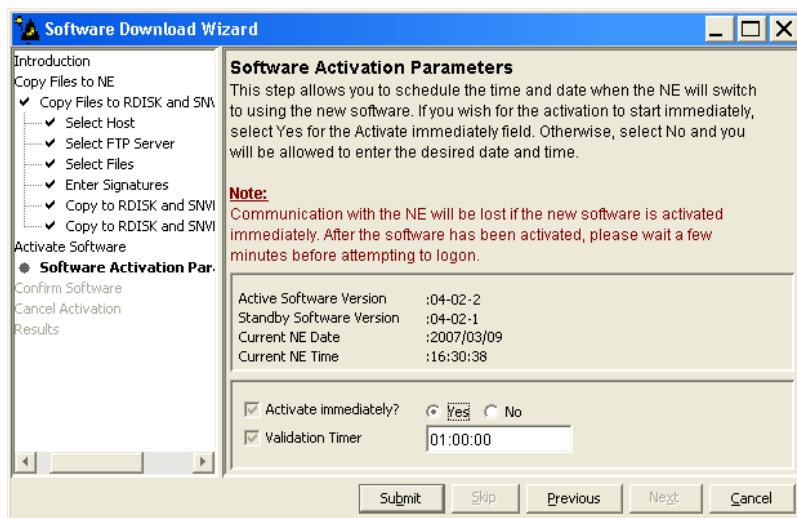 Software Download Wizard
Introduction
Copy Files to NE
Copy Files to RDISK and SNV
Select Host
Select FTP Server
Select Files
Enter Signatures
Copy to RDISK and SNVI
Copy to RDISK and SNVI
Activate Software
Software Activation Par
Confirm Software
Cancel Activation
Results
Software Activation Parameters
This step allows you to schedule the time and date when the NE will switch
to using the new software. If you wish for the activation to start immediately,
select Yes for the Activate immediately field. Otherwise, select No and you
will be allowed to enter the desired date and time.
Note:
Communication with the NE will be lost if the new software is activated
immediately. After the software has been activated, please wait a few
minutes before attempting to logon.
Active Software Version :04-02-2
Standby Software Version :04-02-1
Current NE Date :2007/03/09
Current NE Time :16:30:38
Activate immediately? Yes No
Validation Timer 01:00:00
Submit Skip Previous Next Cancel